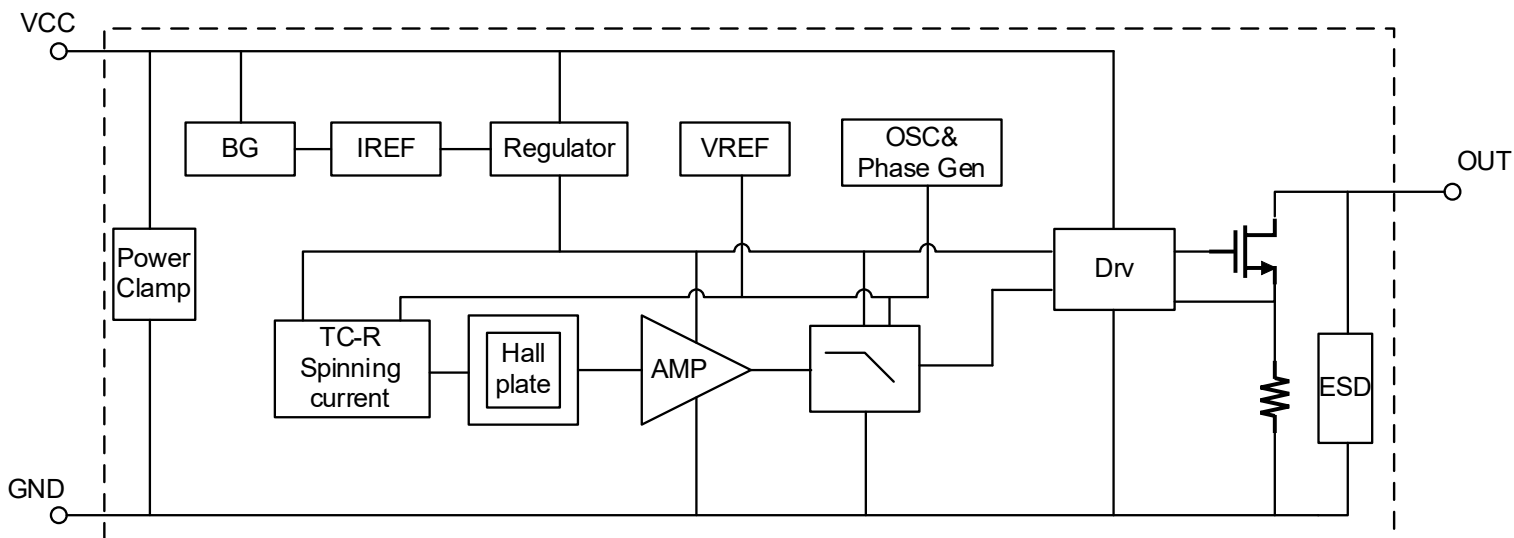 VCC
BG
IREF
Regulator
VREF
OSC&
Phase Gen
OUT
Power
Clamp
Drv
TC-R
Spinning
current
Hall
plate
AMP
ESD
GND